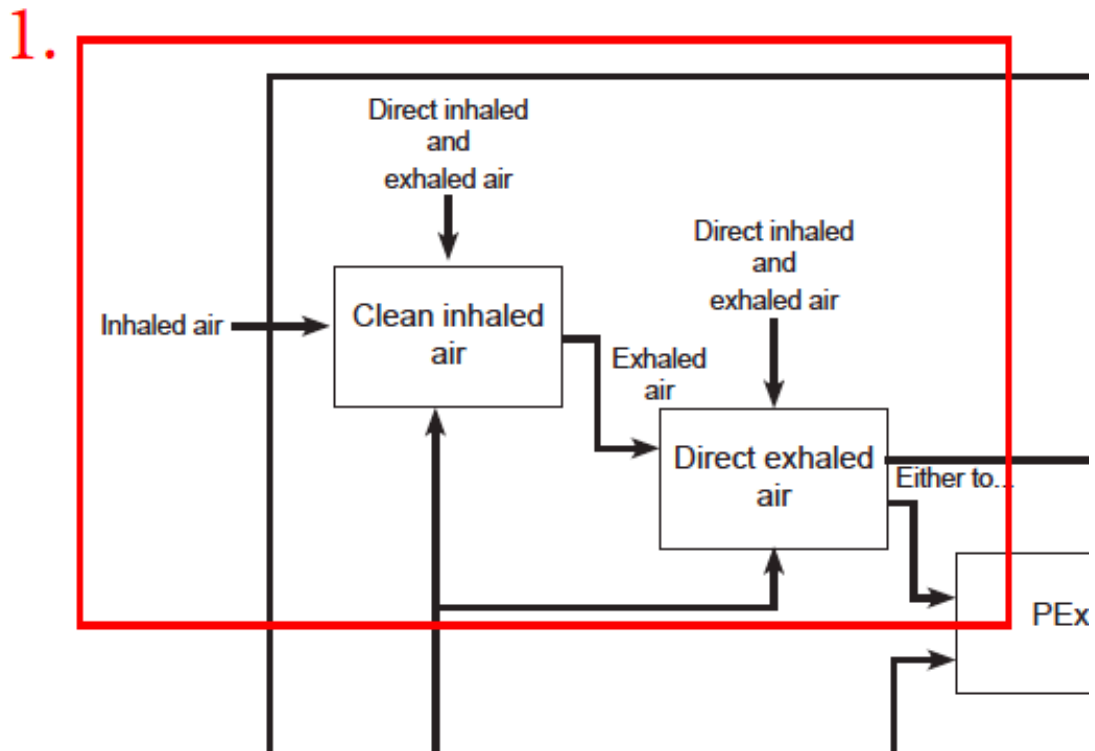 1.
Direct inhaled
and
exhaled air
Direct inhaled
and
exhaled air
Inhaled air
Clean inhaled
air
Exhaled
air
Direct exhaled
air
Either to...
PEx